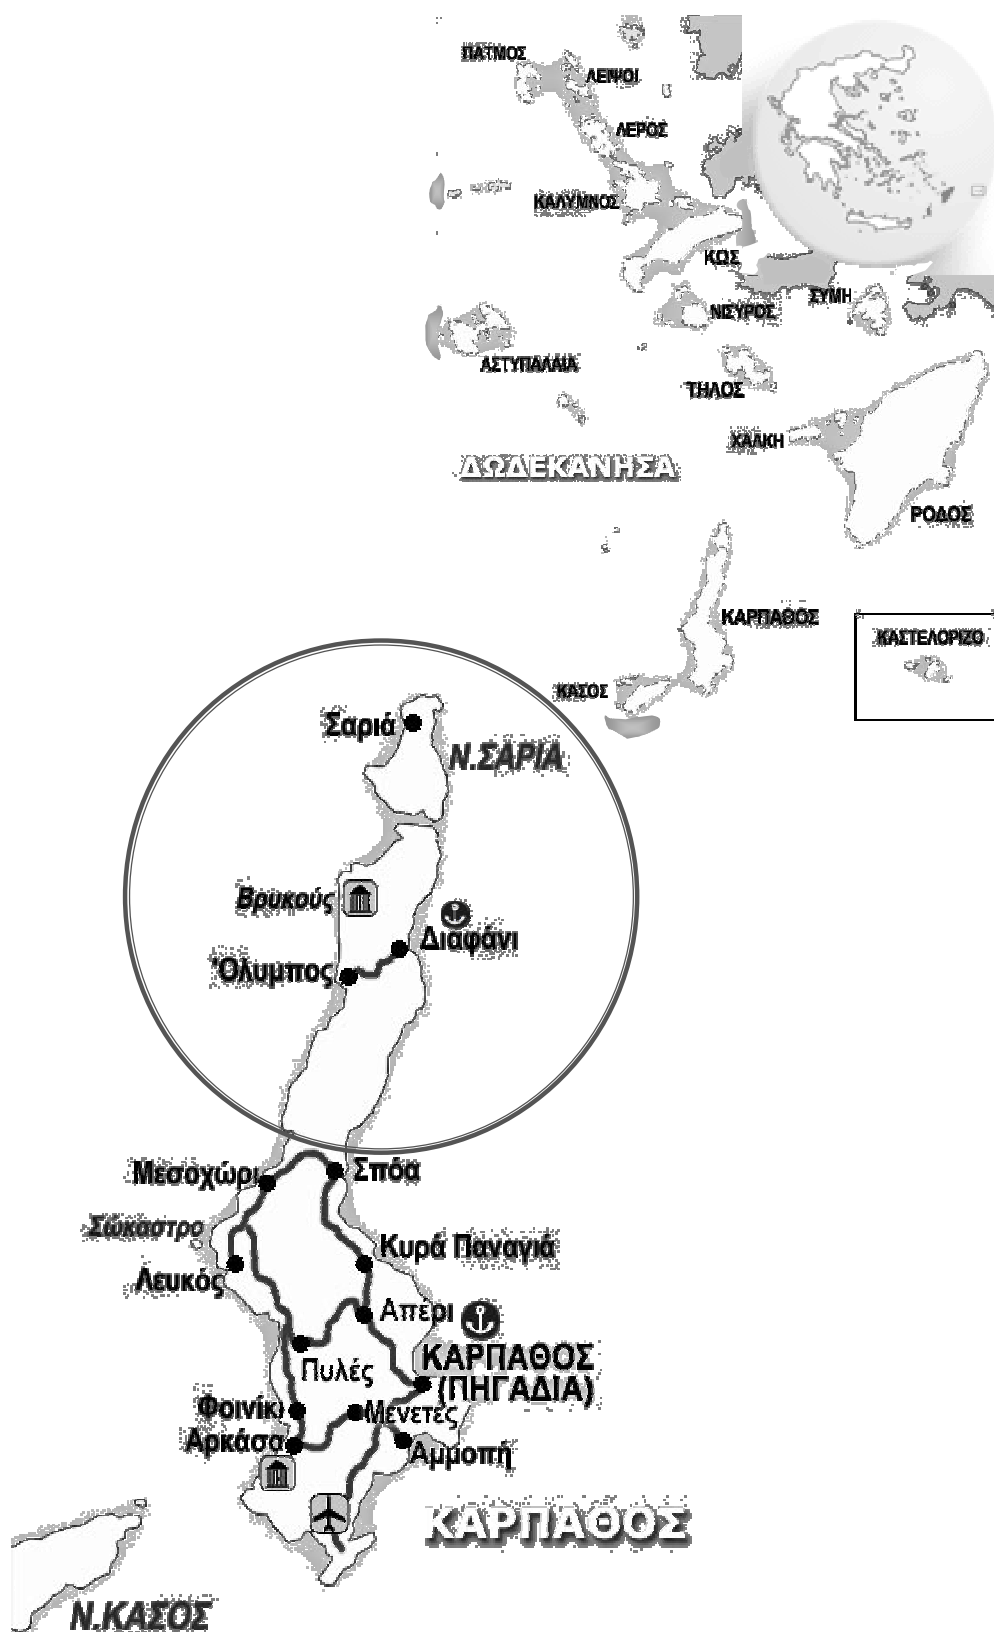 ΠΑΤΜΟΣ
ΛΕΙΨΟΙ
ΛΕΡΟΣ
ΚΑΛΥΜΝΟΣ
ΚΩΣ
ΣΥΜΗ
ΝΙΣΥΡΟΣ
ΑΣΤΥΠΑΛΑΙΑ
ΤΗΛΟΣ
ΧΑΛΚΗ
ΔΩΔΕΚΑΝΗΣΑ
ΡΟΔΟΣ
ΚΑΡΠΑΘΟΣ
ΚΑΣΤΕΛΟΡΙΖΟ
ΚΑΣΟΣ
Σαριά
Ν.ΣΑΡΙΑ
Βρυκούς
Διαφάνι
Όλυμπος
Μεσοχώρι
Σπόα
Σώκαστρο
Κυρά Παναγιά
Λευκός
Απέρι
ΚΑΡΠΑΘΟΣ
(ΠΗΓΑΔΙΑ)
Πυλές
Φοινίκι
Μενετές
Αρκάσα
Αμμοπή
ΚΑΡΠΑΘΟΣ
Ν.ΚΑΣΟΣ